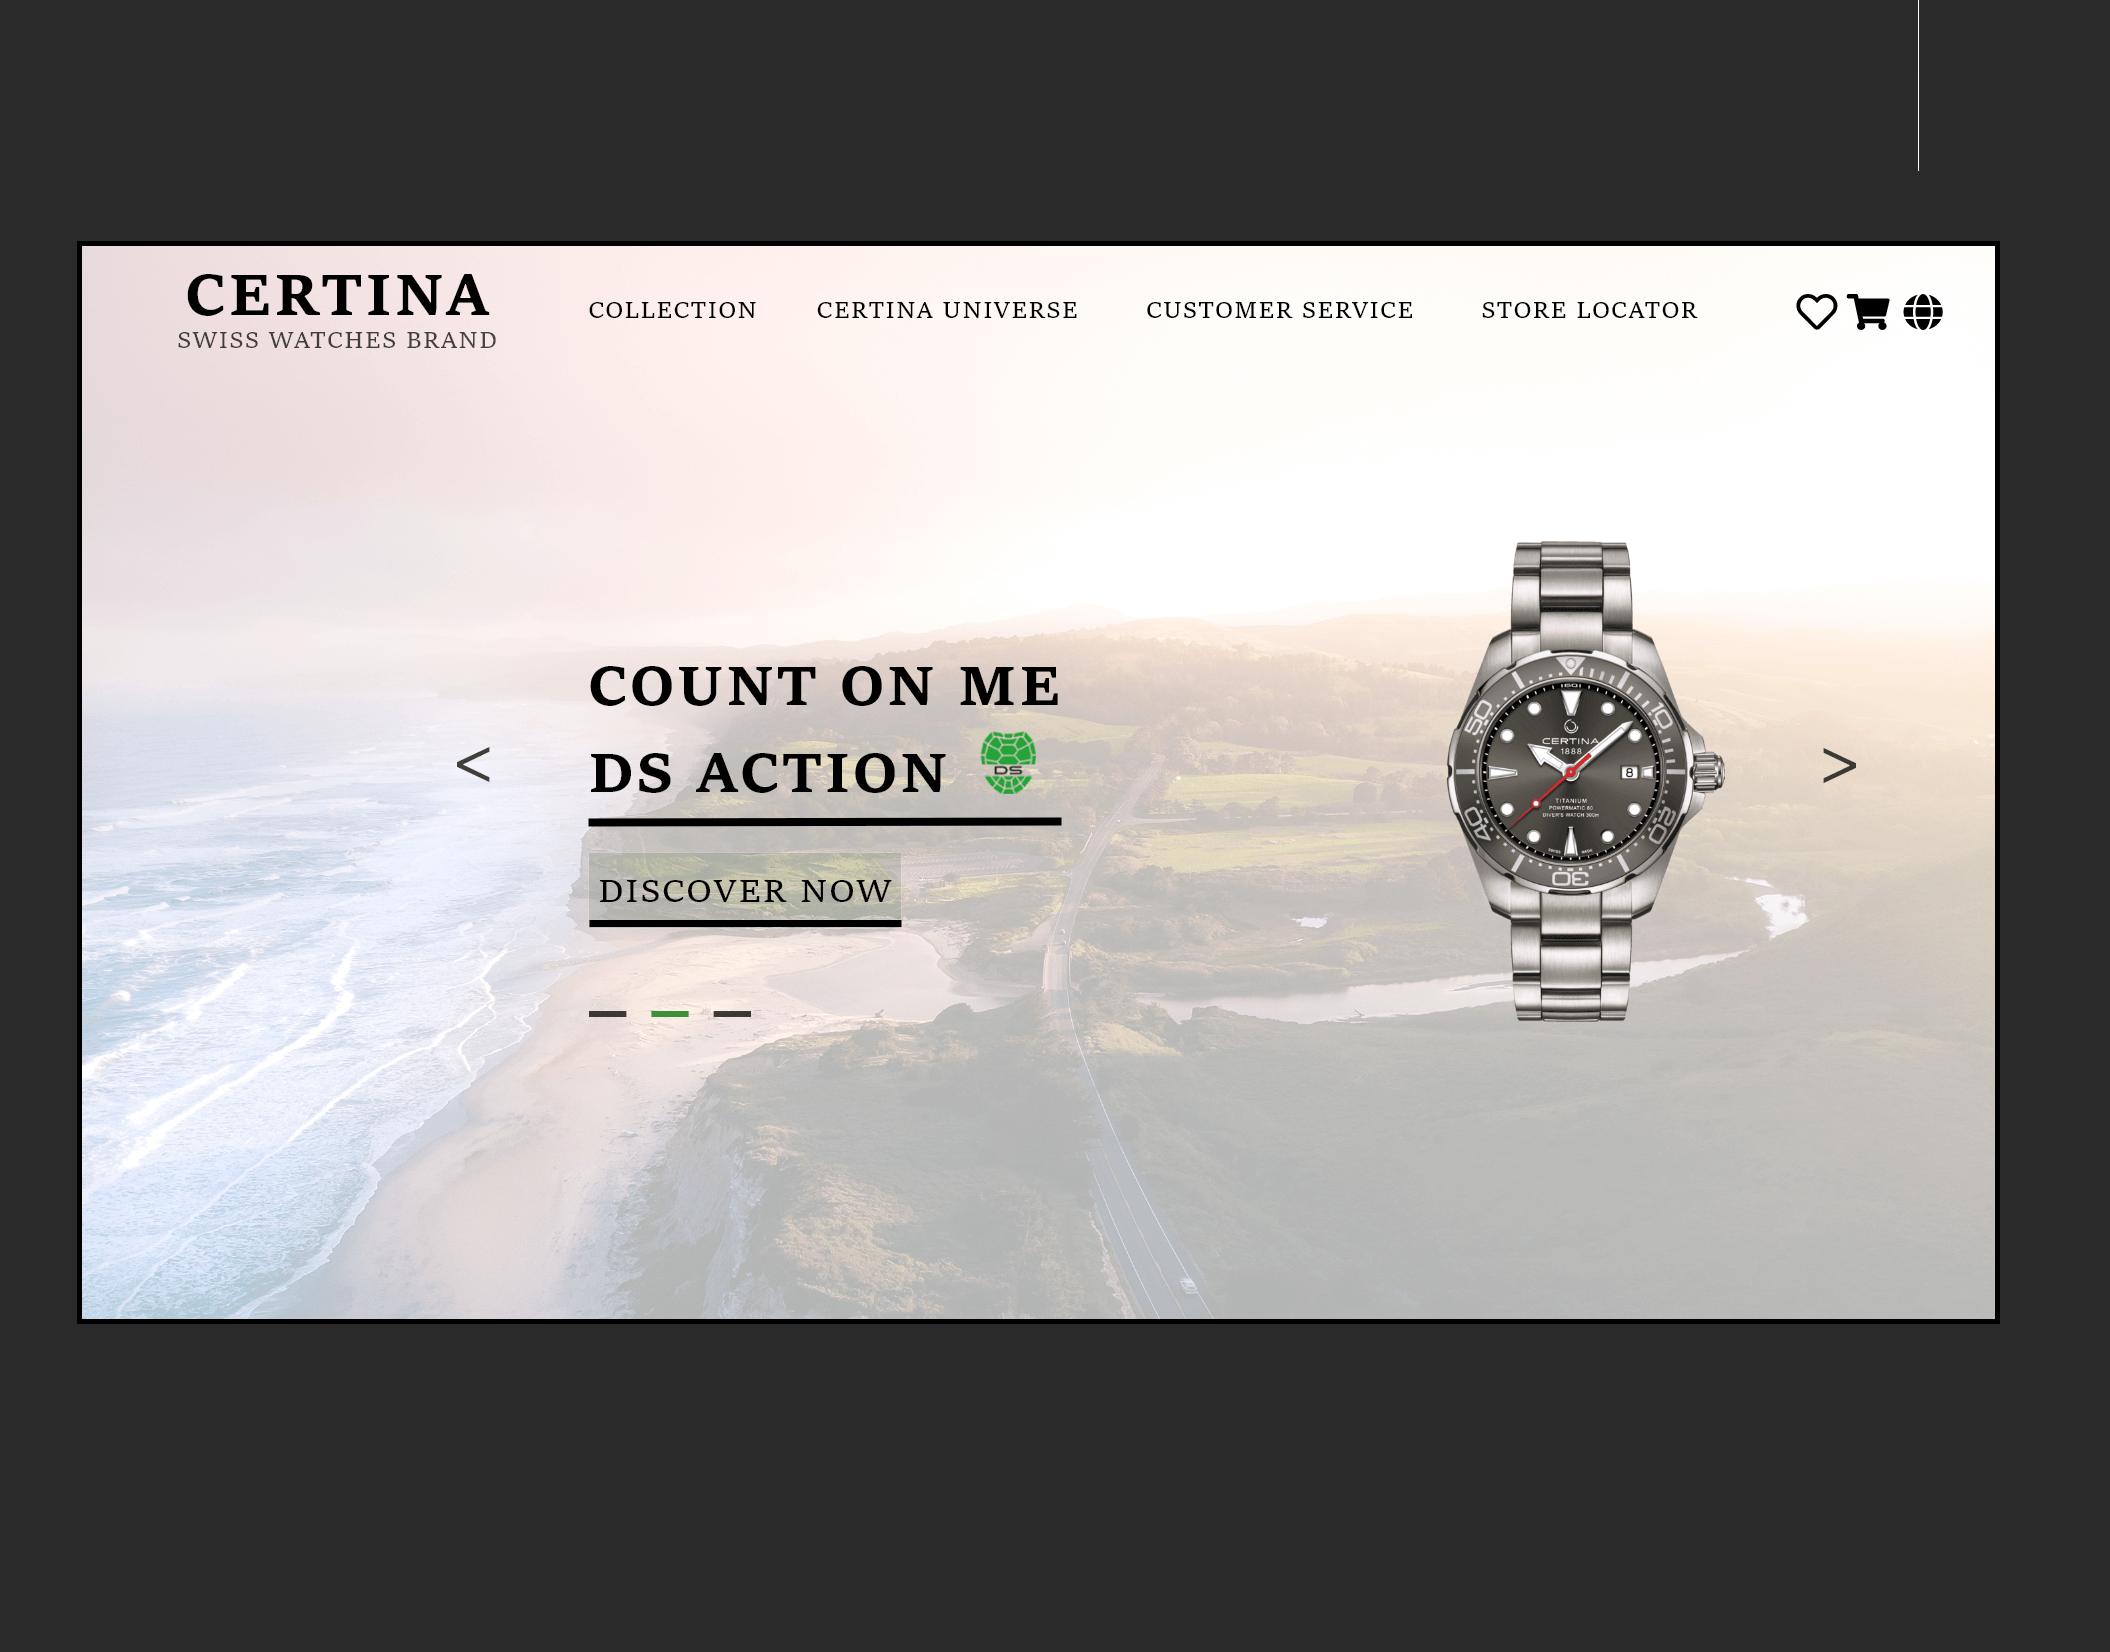 CERTINA
SWISS WATCHES BRAND
COLLECTION
CERTINA UNIVERSE
CUSTOMER SERVICE
STORE LOCATOR
COUNT ON ME
DS ACTION
DS
<
>
DISCOVER NOW
10
20
30
40
50
CERTINA
1888
8
TITANIUM
POWERMATIC 80
DIVER'S WATCH 300m